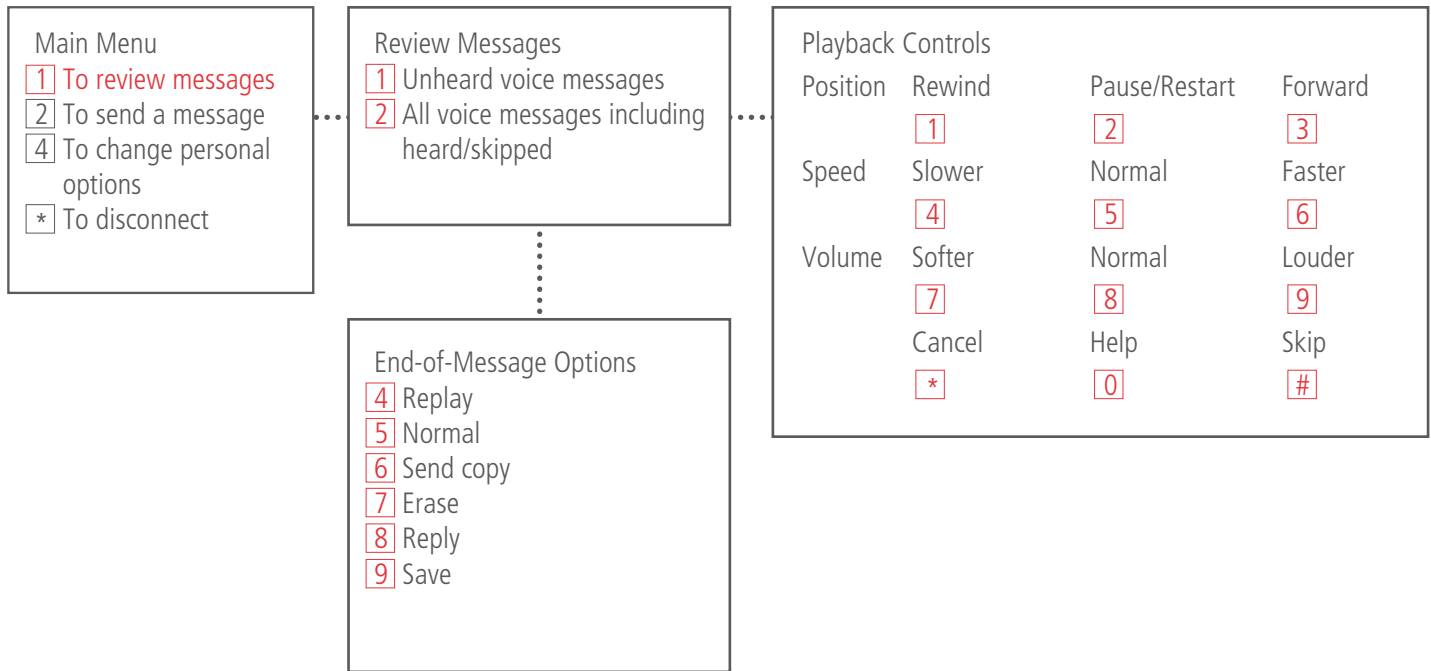 Main Menu
1 To review messages
2 To send a message
4 To change personal
options
* To disconnect
Review Messages
1 Unheard voice messages
2 All voice messages including
heard/skipped
Playback Controls
Position Rewind Pause/Restart Forward
1 2 3
Speed Slower Normal Faster
4 5 6
Volume Softer Normal Louder
7 8 9
Cancel Help Skip
* 0 #
End-of-Message Options
4 Replay
5 Normal
6 Send copy
7 Erase
8 Reply
9 Save